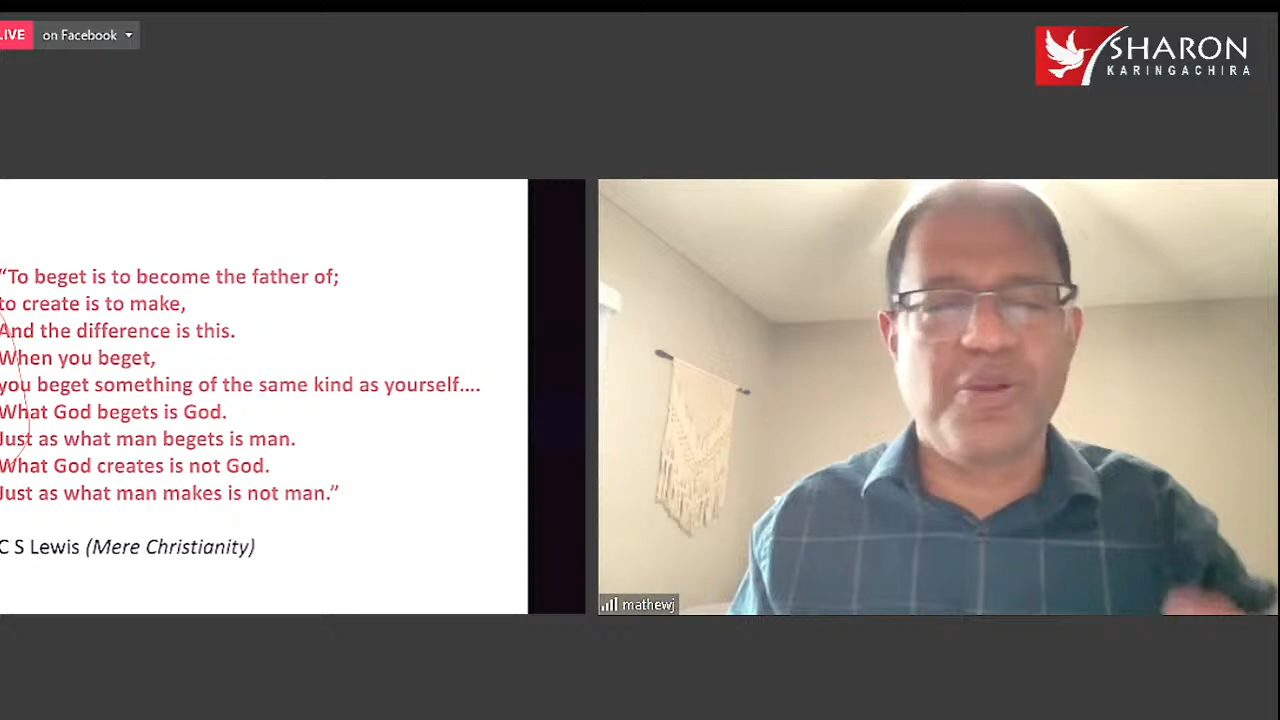 LIVE
on Facebook
SHARON
KARINGACHIRA
“To beget is to become the father of;
to create is to make,
And the difference is this.
When you beget,
you beget something of the same kind as yourself....
What God begets is God.
Just as what man begets is man.
What God creates is not God.
Just as what man makes is not man.”
C S Lewis (Mere Christianity)
mathewj